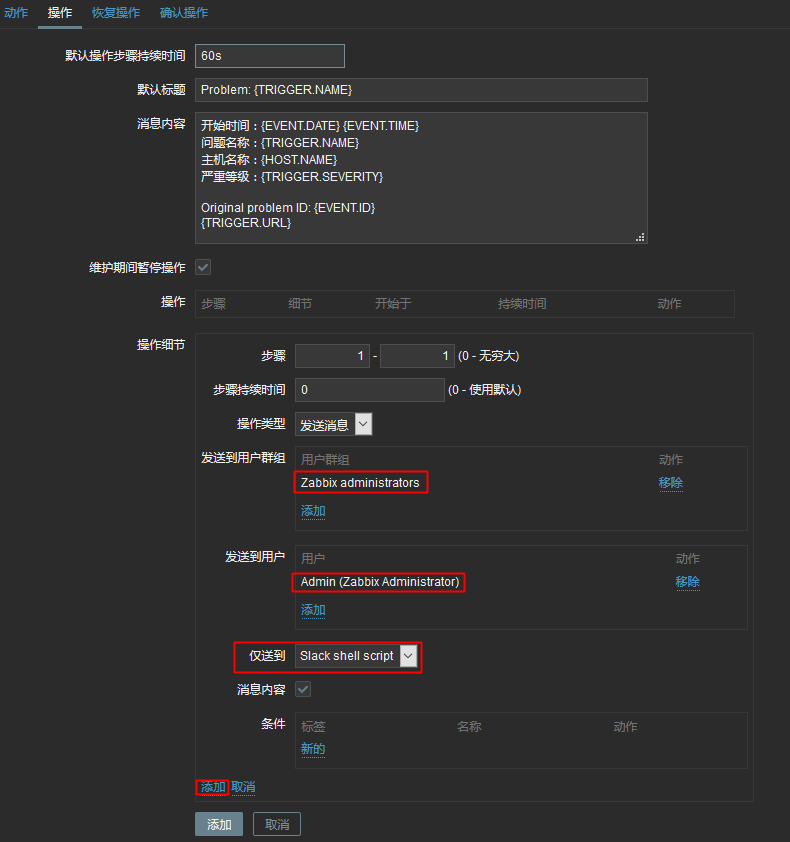 动作 操作 恢复操作 确认操作
默认操作步骤持续时间 60s
默认标题 Problem: {TRIGGER.NAME}
消息内容 开始时间：{EVENT.DATE} {EVENT.TIME}
问题名称：{TRIGGER.NAME}
主机名称：{HOST.NAME}
严重等级：{TRIGGER.SEVERITY}
Original problem ID: {EVENT.ID}
{TRIGGER.URL}
维护期间暂停操作
操作 步骤 细节 开始于 持续时间 动作
操作细节
步骤 1 - 1 (0 - 无穷大)
步骤持续时间 0 (0 - 使用默认)
操作类型 发送消息
发送到用户群组 用户群组 动作
Zabbix administrators 移除
添加
发送到用户 用户 动作
Admin (Zabbix Administrator) 移除
添加
仅送到 Slack shell script
消息内容
条件 标签 名称 动作
新的
添加 取消
添加 取消